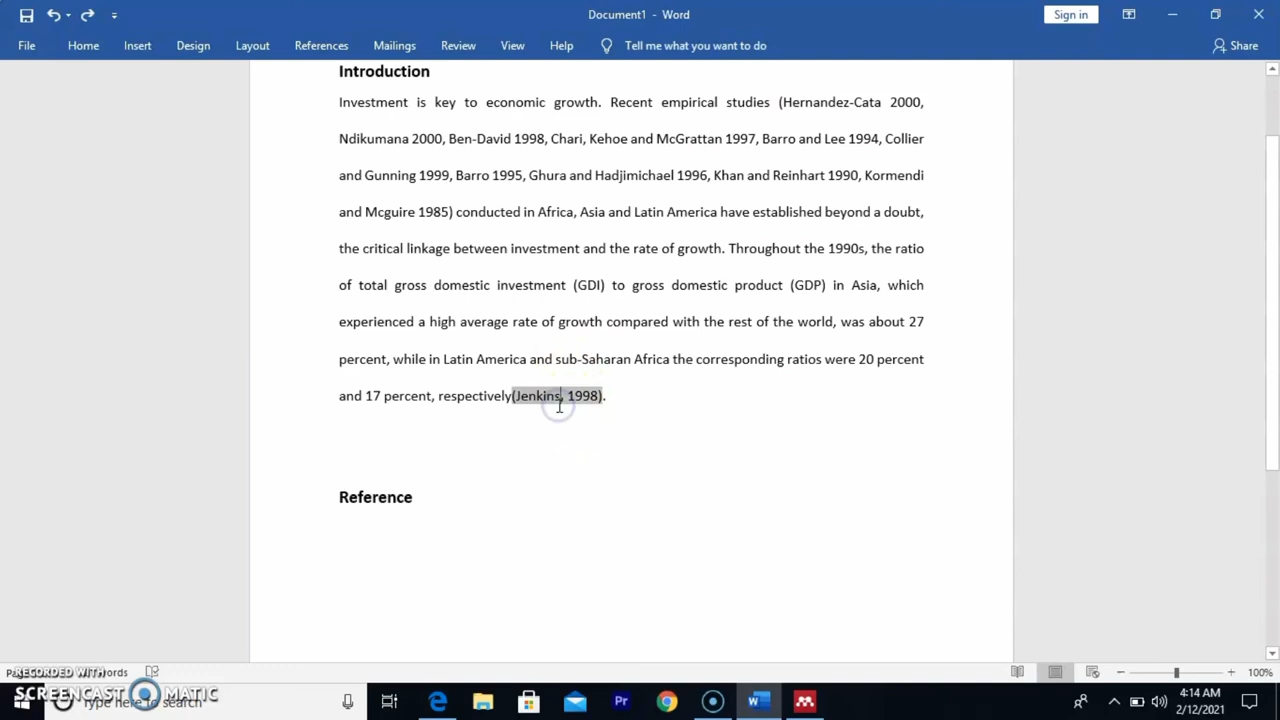 Document1 - Word
Sign in
File Home Insert Design Layout References Mailings Review View Help Tell me what you want to do Share
Introduction
Investment is key to economic growth. Recent empirical studies (Hernandez-Cata 2000,
Ndikumana 2000, Ben-David 1998, Chari, Kehoe and McGrattan 1997, Barro and Lee 1994, Collier
and Gunning 1999, Barro 1995, Ghura and Hadjimichael 1996, Khan and Reinhart 1990, Kormendi
and Mcguire 1985) conducted in Africa, Asia and Latin America have established beyond a doubt,
the critical linkage between investment and the rate of growth. Throughout the 1990s, the ratio
of total gross domestic investment (GDI) to gross domestic product (GDP) in Asia, which
experienced a high average rate of growth compared with the rest of the world, was about 27
percent, while in Latin America and sub-Saharan Africa the corresponding ratios were 20 percent
and 17 percent, respectively(Jenkins, 1998).
Reference
RECORDED WITH
words
100%
SCREENCAST MATIC
Type here to search
Pr
4:14 AM
2/12/2021